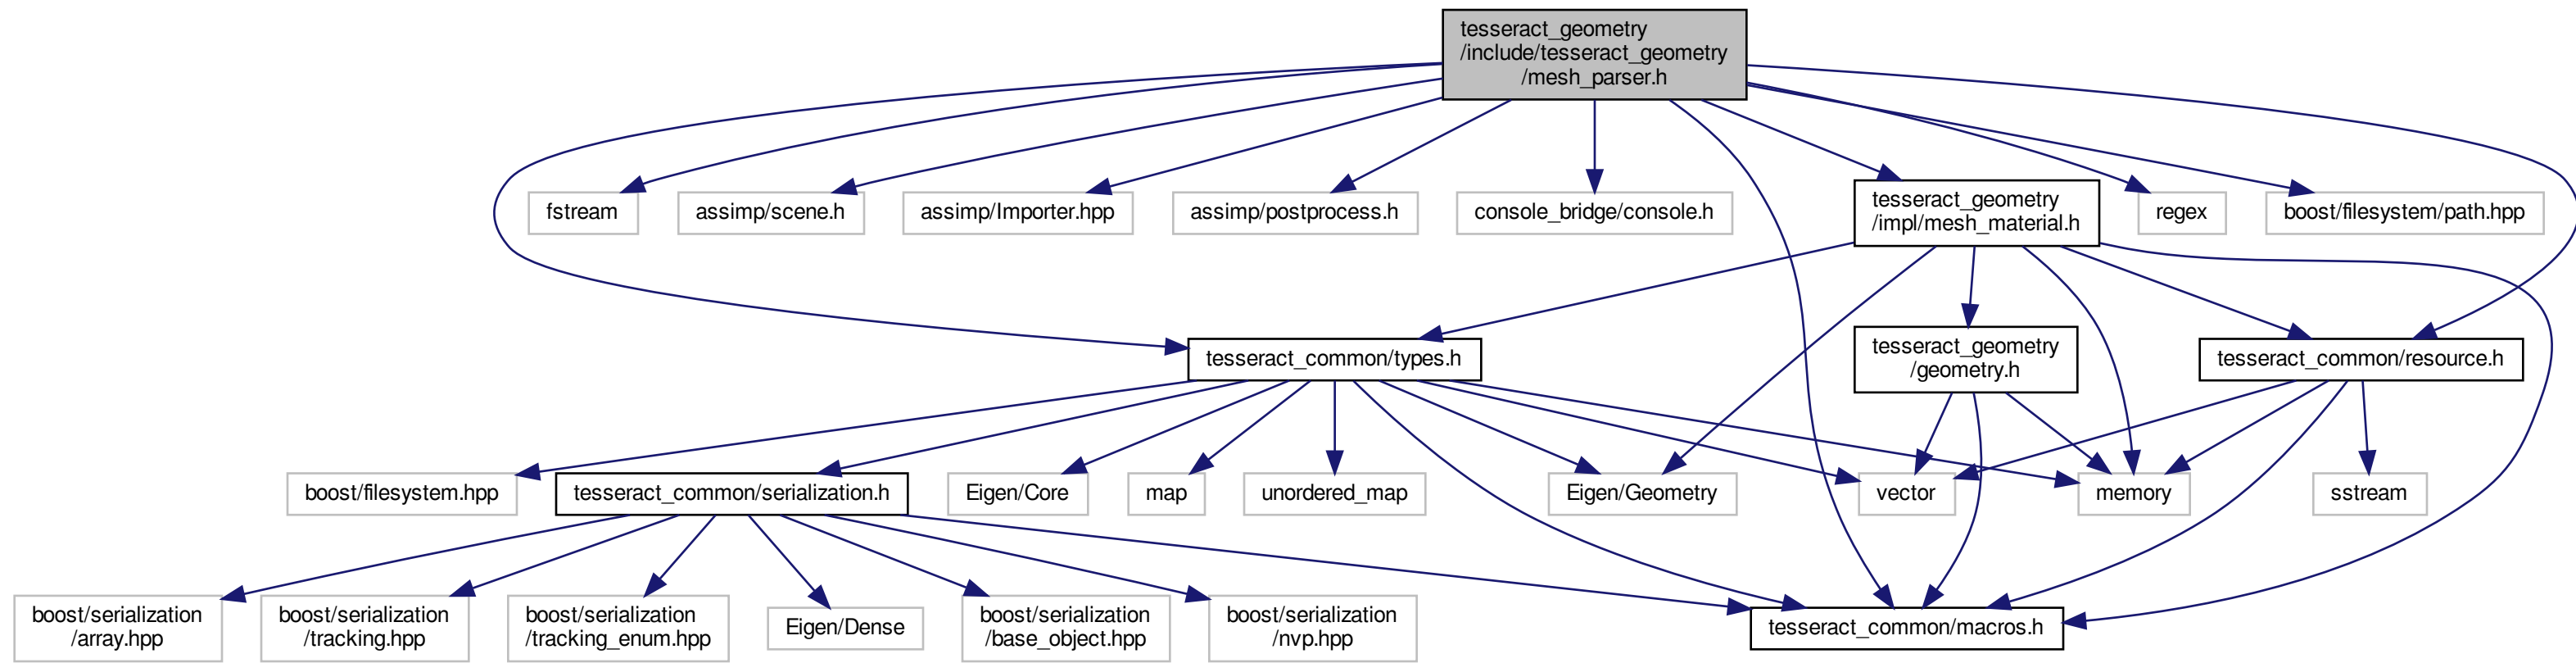 tesseract_geometry
/include/tesseract_geometry
/mesh_parser.h
fstream
assimp/scene.h
assimp/Importer.hpp
assimp/postprocess.h
console_bridge/console.h
tesseract_geometry
/impl/mesh_material.h
regex
boost/filesystem/path.hpp
tesseract_common/types.h
tesseract_geometry
/geometry.h
tesseract_common/resource.h
boost/filesystem.hpp
tesseract_common/serialization.h
Eigen/Core
map
unordered_map
Eigen/Geometry
vector
memory
sstream
boost/serialization
/array.hpp
boost/serialization
/tracking.hpp
boost/serialization
/tracking_enum.hpp
Eigen/Dense
boost/serialization
/base_object.hpp
boost/serialization
/nvp.hpp
tesseract_common/macros.h